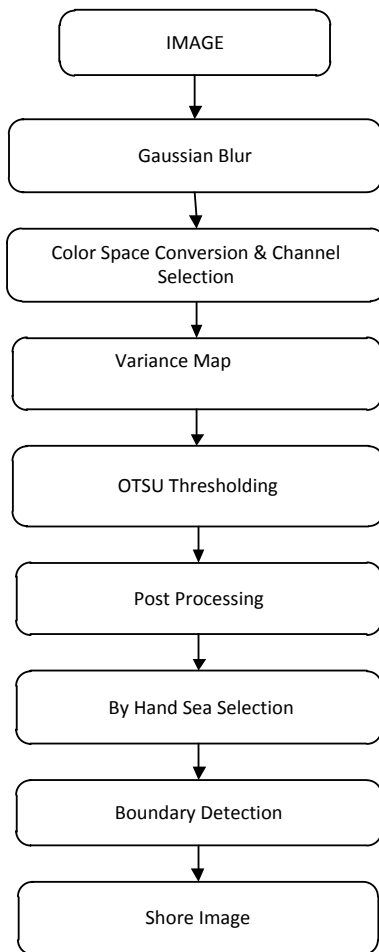 IMAGE
Gaussian Blur
Color Space Conversion & Channel
Selection
Variance Map
OTSU Thresholding
Post Processing
By Hand Sea Selection
Boundary Detection
Shore Image